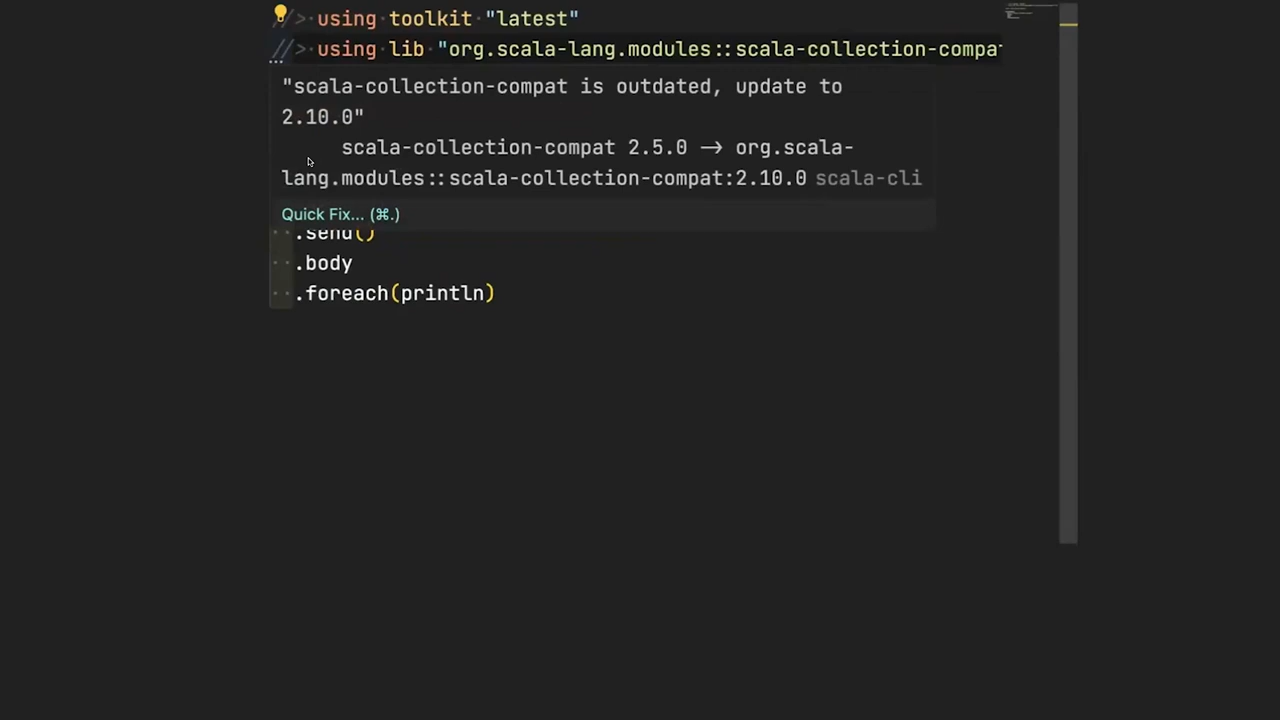 //> using toolkit "latest"
//> using lib "org.scala-lang.modules::scala-collection-compat
"scala-collection-compat is outdated, update to
2.10.0"
scala-collection-compat 2.5.0 → org.scala-
lang.modules::scala-collection-compat:2.10.0 scala-cli
Quick Fix... (⌘.)
.send()
.body
.foreach(println)